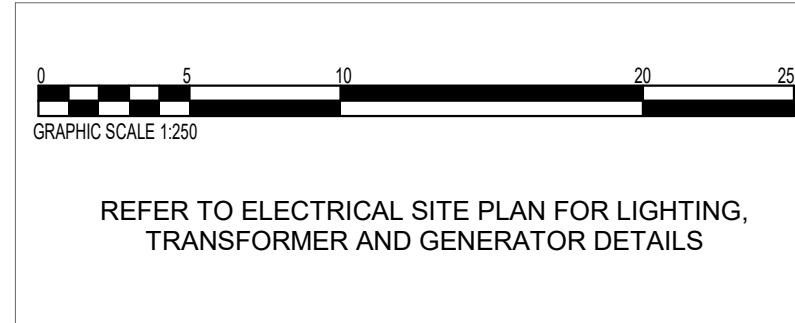 0 5 10 20 25
GRAPHIC SCALE 1:250
REFER TO ELECTRICAL SITE PLAN FOR LIGHTING,
TRANSFORMER AND GENERATOR DETAILS